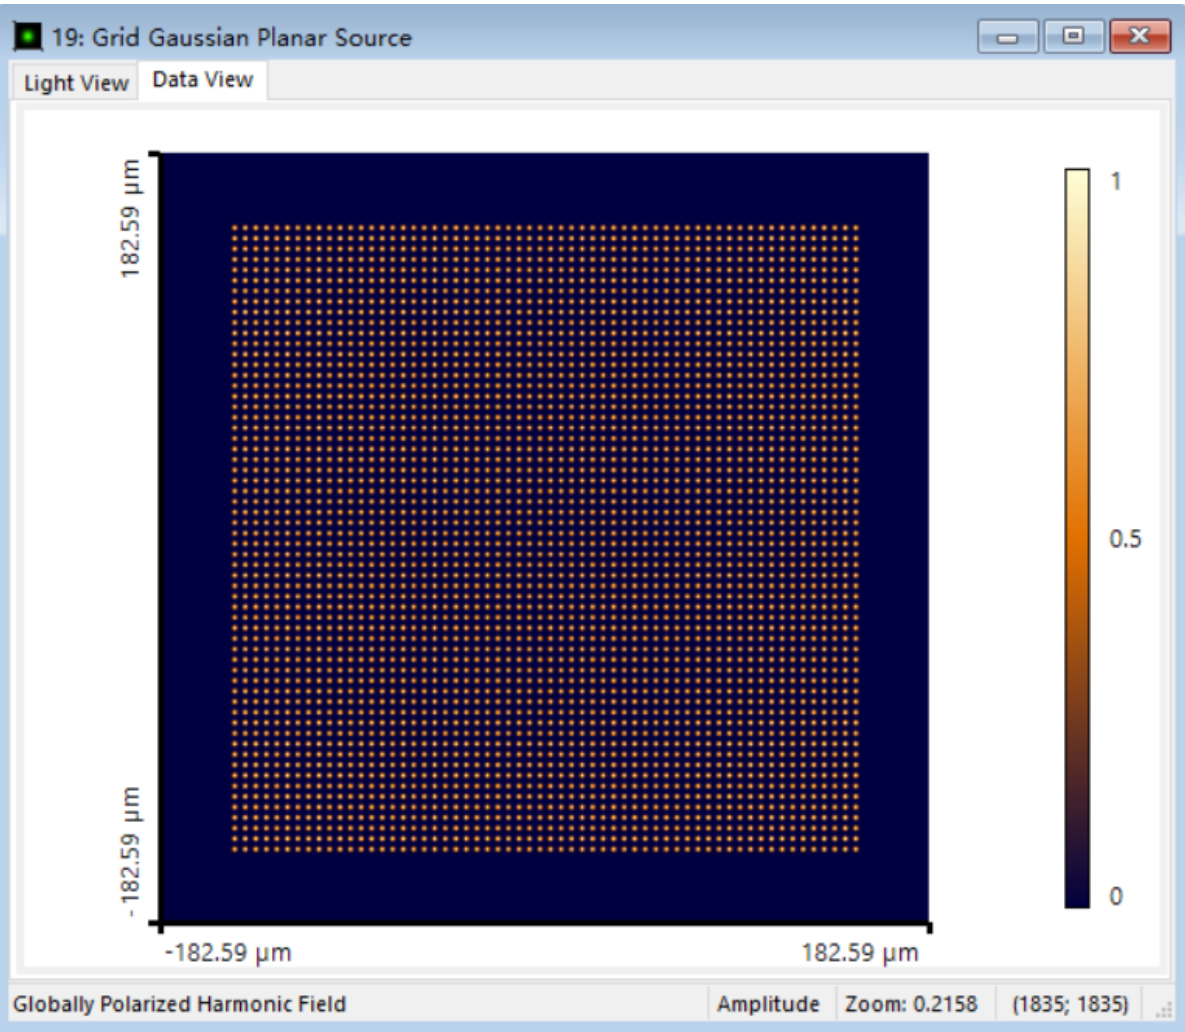 19: Grid Gaussian Planar Source
Light View
Data View
182.59 µm
-182.59 µm
-182.59 µm
182.59 µm
1
0.5
0
Globally Polarized Harmonic Field
Amplitude
Zoom: 0.2158
(1835; 1835)